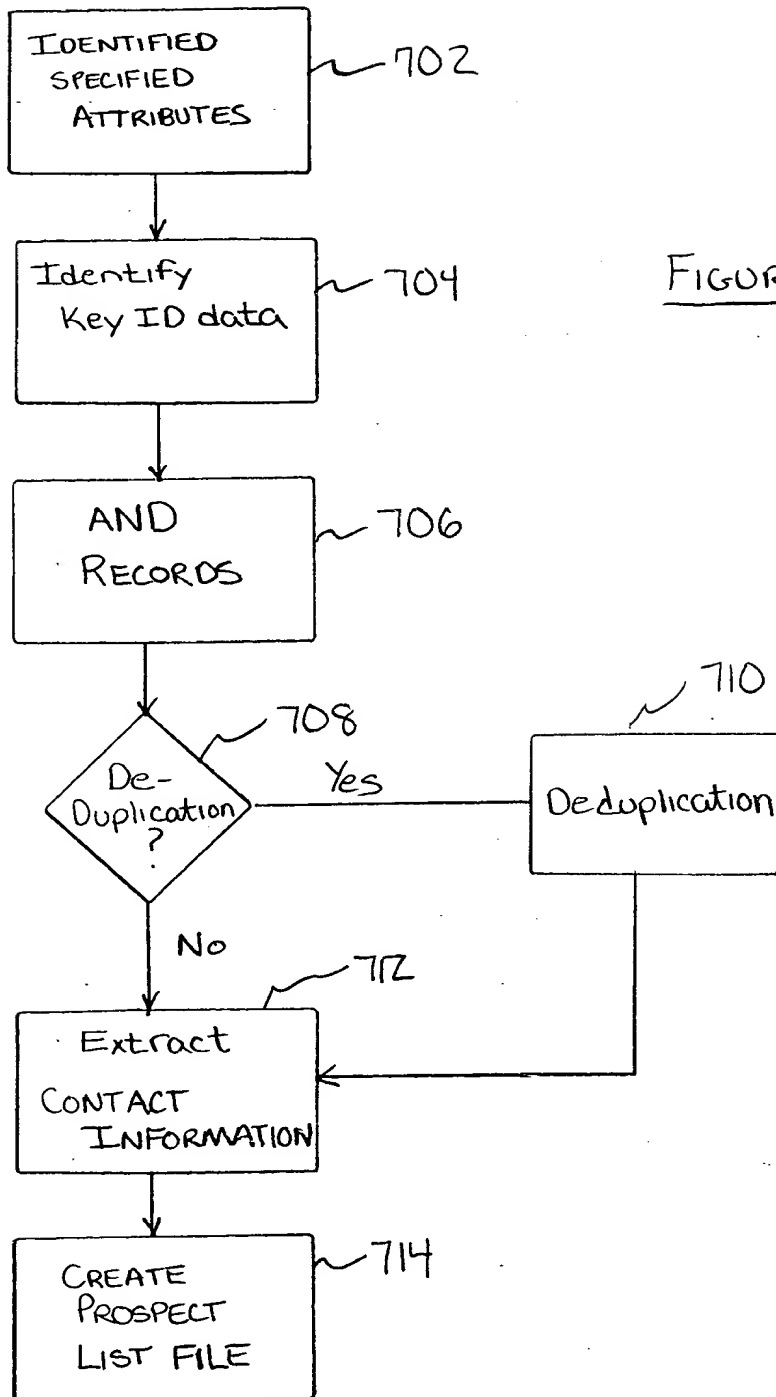 IDENTIFIED
SPECIFIED
ATTRIBUTES
702
Identify
Key ID data
704
AND
RECORDS
706
De-
Duplication
?
708
Yes
710
Deduplication
No
712
Extract
CONTACT
INFORMATION
CREATE
PROSPECT
LIST FILE
714